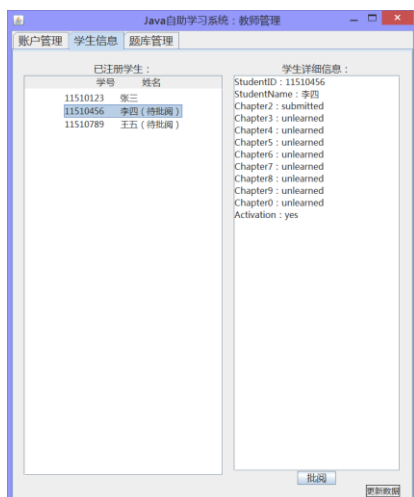 Java自助学习系统：教师管理
账户管理 学生信息 题库管理
已注册学生：
学号 姓名
11510123 张三
11510456 李四（待批阅）
11510789 王五（待批阅）
学生详细信息：
StudentID：11510456
StudentName：李四
Chapter2：submitted
Chapter3：unlearned
Chapter4：unlearned
Chapter5：unlearned
Chapter6：unlearned
Chapter7：unlearned
Chapter8：unlearned
Chapter9：unlearned
Chapter0：unlearned
Activation：yes
批阅
更新数据